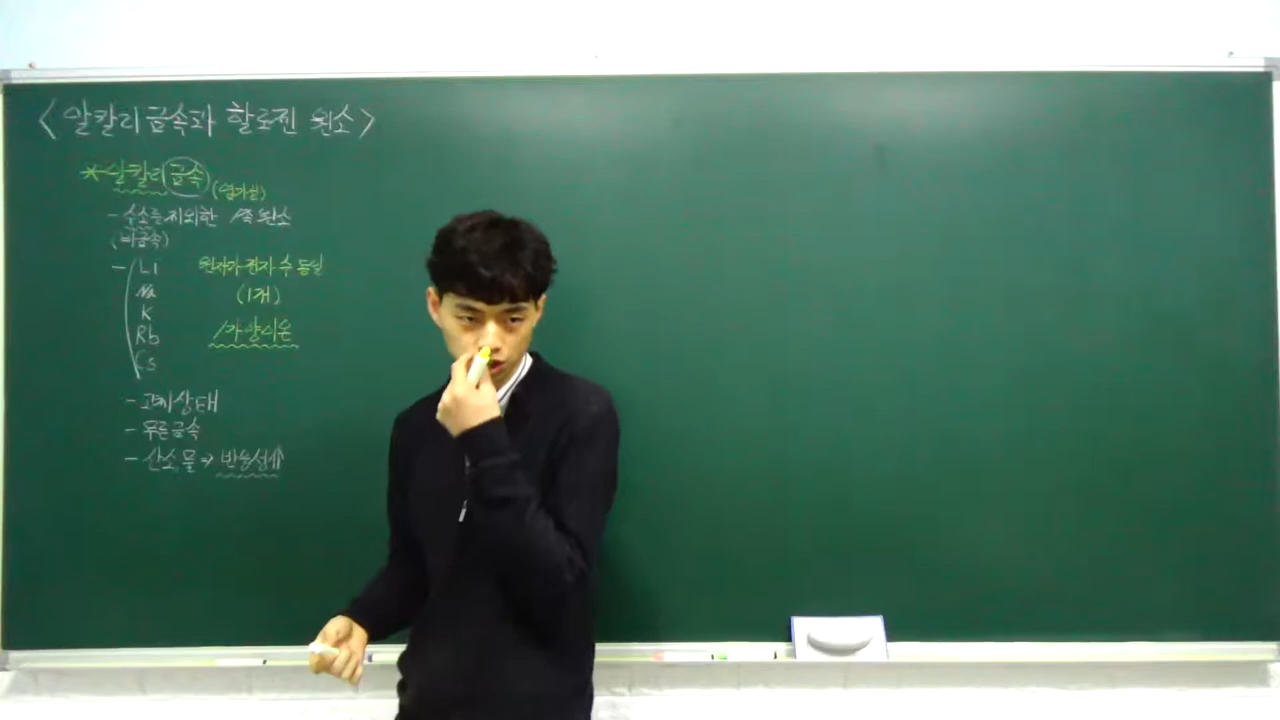 <알칼리 금속과 할로젠 원소>
* 알칼리 금속 (염기성)
- 수소를 제외한 1족 원소
(비금속)
- Li 원자가 전자 수 동일
Na (1개)
K
Rb 1가 양이온
Cs
- 고체상태
- 무른 금속
- 산소, 물 ⇒ 반응성↑